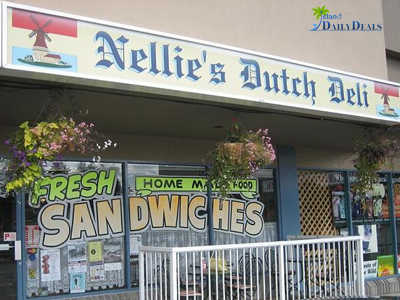 Island
DAILY DEALS
Nellie's Dutch Deli
HOME MADE FOOD
FRESH
SANDWICHES